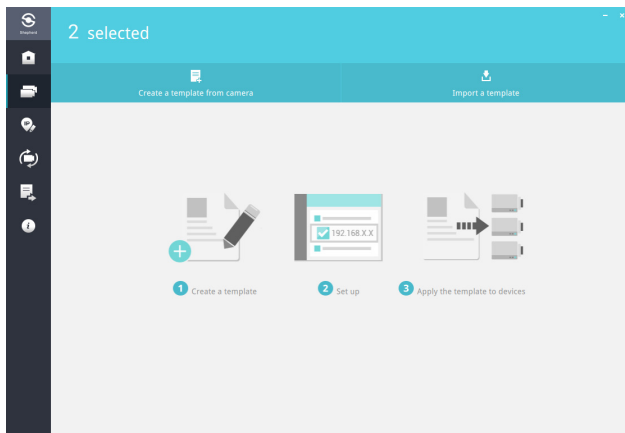 Shepherd
2 selected
Create a template from camera
Import a template
IP
192.168.X.X
1 Create a template
2 Set up
3 Apply the template to devices